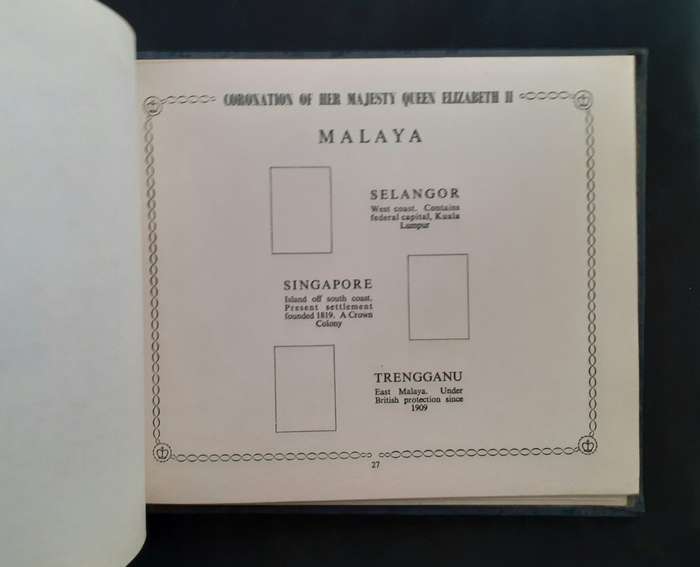 CORONATION OF HER MAJESTY QUEEN ELIZABETH II
MALAYA
SELANGOR
West coast. Contains
federal capital, Kuala
Lumpur
SINGAPORE
Island off south coast.
Present settlement
founded 1819. A Crown
Colony
TRENGGANU
East Malaya. Under
British protection since
1909
27